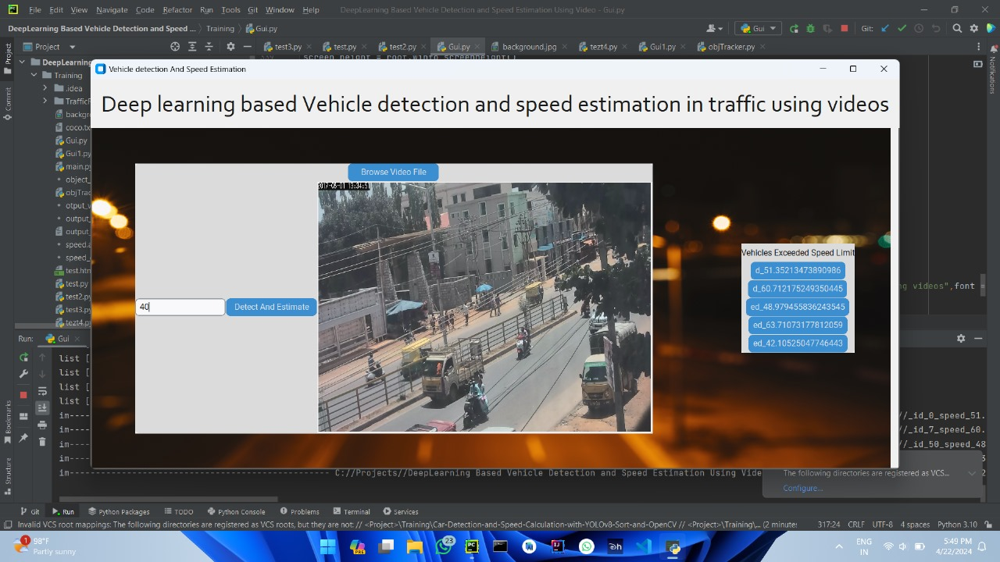 File Edit View Navigate Code Refactor Run Tools Git Window Help DeepLearning Based Vehicle Detection and Speed Estimation Using Video - Gui.py
DeepLearning Based Vehicle Detection and Speed ... Training Gui.py Gui Git:
Project test3.py test.py test2.py Gui.py background.jpg tezt4.py Gui1.py objTracker.py
Project
Commit
Bookmarks
Structure
Notifications
DeepLearning
Training
.idea
TrafficR
backgro
coco.tx
Gui.py
Gui1.py
main.py
object_
objTrac
otput_v
output_
output_
speed.a
speed_
test.htm
test.py
test2.py
test3.py
tezt4.py
screen_height = root.winfo_screenheight()
Vehicle detection And Speed Estimation
Deep learning based Vehicle detection and speed estimation in traffic using videos
Browse Video File
40
Detect And Estimate
Vehicles Exceeded Speed Limit
d_51.35213473890986
d_60.712175249350445
ed_48.979455836243545
ed_63.71073177812059
ed_42.10525047746443
ng videos",font =
Run: Gui
list [
list [
list [
list [
im----
im----
im----
im----
//_id_0_speed_51.
//_id_7_speed_60.
//_id_50_speed_48
C://Projects//DeepLearning Based Vehicle Detection and Speed Estimation Using Vide
The following directories are registered as VCS...
Configure...
Git Run Python Packages TODO Python Console Problems Terminal Services
Invalid VCS root mappings: The following directories are registered as VCS roots, but they are not: // <Project>\Training\Car-Detection-and-Speed-Calculation-with-YOLOv8-Sort-and-OpenCV // <Project>\Training\... (2 minutes 317:24 CRLF UTF-8 4 spaces Python 3.10
1
98°F
Partly sunny
PRE
23
ENG
IN
5:49 PM
4/22/2024